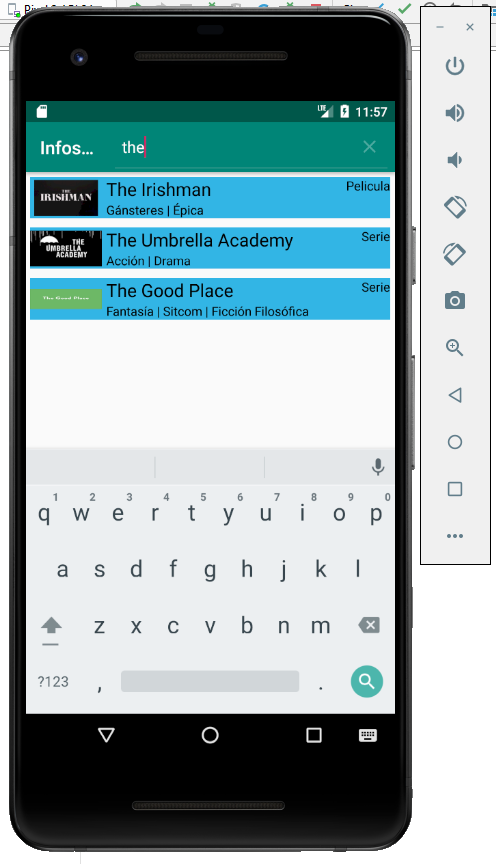 LTE 11:57
Infos... the
THE
IRISHMAN
The Irishman
Pelicula
Gánsteres | Épica
THE
UMBRELLA
ACADEMY
The Umbrella Academy
Serie
Acción | Drama
The Good Place
The Good Place
Serie
Fantasía | Sitcom | Ficción Filosófica
1 2 3 4 5 6 7 8 9 0
q w e r t y u i o p
a s d f g h j k l
z x c v b n m
?123 , .